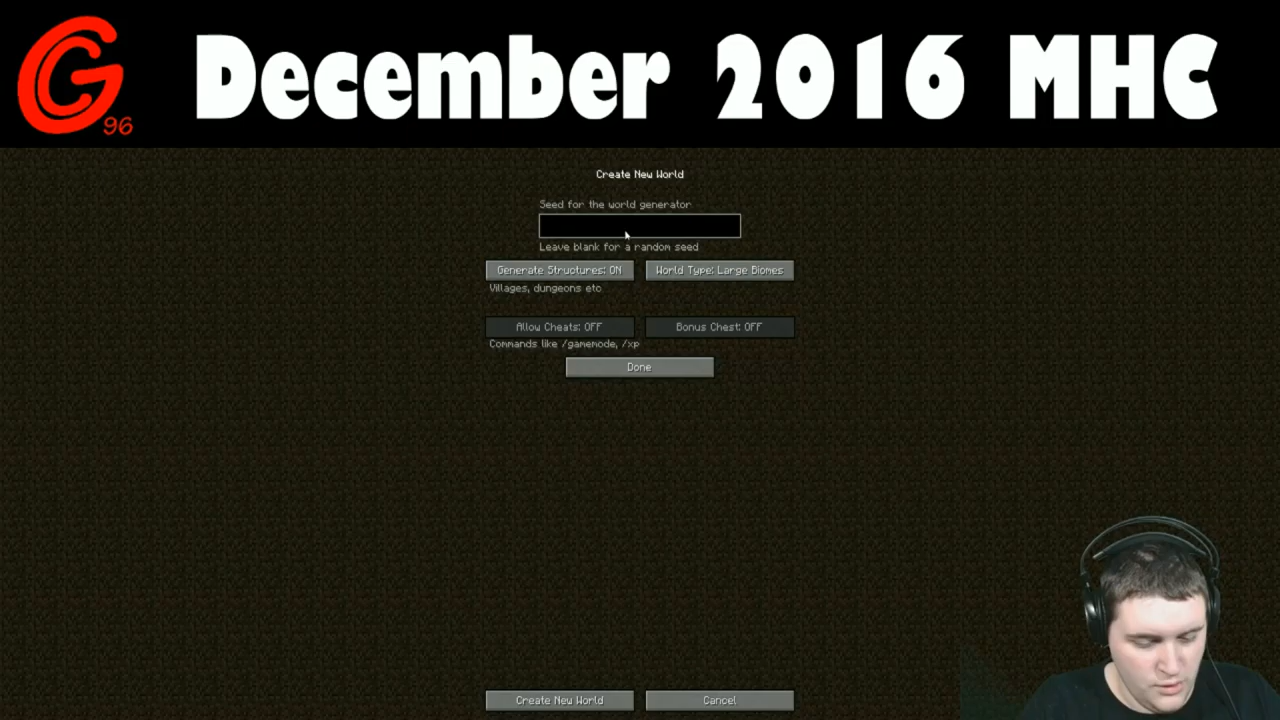 G 96
December 2016 MHC
Create New World
Seed for the world generator
Leave blank for a random seed
Generate Structures: ON
World Type: Large Biomes
Villages, dungeons etc
Allow Cheats: OFF
Bonus Chest: OFF
Commands like /gamemode, /xp
Done
Create New World
Cancel